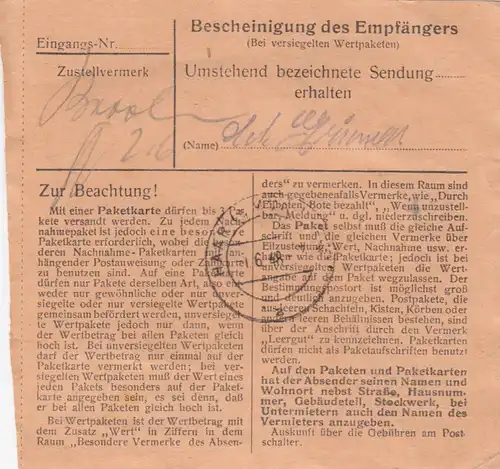 Eingangs-Nr.
Zustellvermerk
Bescheinigung des Empfängers
(Bei versiegelten Wertpaketen)
Umstehend bezeichnete Sendung
erhalten
(Name)
Zur Beachtung!
Mit einer Paketkarte dürfen bis 3
kete versandt werden. Zu jedem Nach
nahmepaket ist jedoch eine besondere
Paketkarte erforderlich, wobei die
deren Nachnahme-Paketkarten
hängender Postausweisung oder Zahlkar
zu benutzen sind. Auf eine Paketk
dürfen nur Pakete derselben Art, also
weder nur gewöhnliche oder nur
siegelte oder nur versiegelte Wertpakete
gemeinsam befördert werden, unversiegel
te Wertpakete jedoch nur dann, wenn
der Wertbetrag bei allen Paketen gleich
hoch ist. Bei unversiegelten Wertpaketen
darf der Wertbetrag nur einmal auf der
Paketkarte vermerkt werden; bei ver-
siegelten Wertpaketen muß der Wert eines
jeden Pakets besonders auf der Paket-
karte angegeben sein, es sei denn, daß
er bei allen Paketen gleich hoch ist.
Bei Wertpaketen ist der Wertbetrag mit
dem Zusatz „Wert" in Ziffern in dem
Raum „Besondere Vermerke des Absen-
ders" zu vermerken. In diesem Raum sind
auch gegebenenfalls Vermerke, wie „Durch
Eilboten, Bote bezahlt", „Wenn unzustell-
bar, Meldung" u. dgl. niederzuschreiben.
Das Paket selbst muß die gleiche Auf-
schrift und die gleichen Vermerke über
Eilzustellung, Wert, Nachnahme usw. er-
wie die Paketkarte; jedoch ist bei
unversiegelten Wertpaketen die Wert-
angabe auf dem Paket wegzulassen. Der
Bestimmungspostort ist möglichst groß
und deutlich anzugeben. Postpakete, die
aus leeren Schachteln, Kisten, Körben oder
anderen Behältnissen bestehen, sind
über der Anschrift durch den Vermerk
„Leergut" zu kennzeichnen. Paketkarten
dürfen nicht als Paketaufschriften benutzt
werden.
Auf den Paketen und Paketkarten
hat der Absender seinen Namen und
Wohnort nebst Straße, Hausnum-
mer, Gebäudeteil, Stockwerk, bei
Untermietern auch den Namen des
Vermieters anzugeben.
Auskunft über die Gebühren am Post-
schalter.